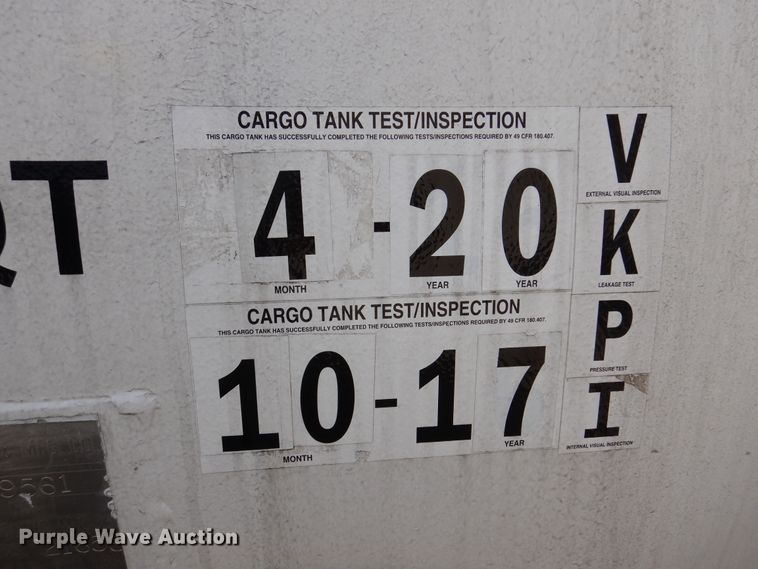 CARGO TANK TEST/INSPECTION
THIS CARGO TANK HAS SUCCESSFULLY COMPLETED THE FOLLOWING TESTS/INSPECTIONS REQUIRED BY 49 CFR 180.407.
4-20
MONTH YEAR YEAR
V
EXTERNAL VISUAL INSPECTION
K
LEAKAGE TEST
QT
CARGO TANK TEST/INSPECTION
THIS CARGO TANK HAS SUCCESSFULLY COMPLETED THE FOLLOWING TESTS/INSPECTIONS REQUIRED BY 49 CFR 180.407.
10-17
MONTH YEAR
P
PRESSURE TEST
I
INTERNAL VISUAL INSPECTION
9561
Purple Wave Auction